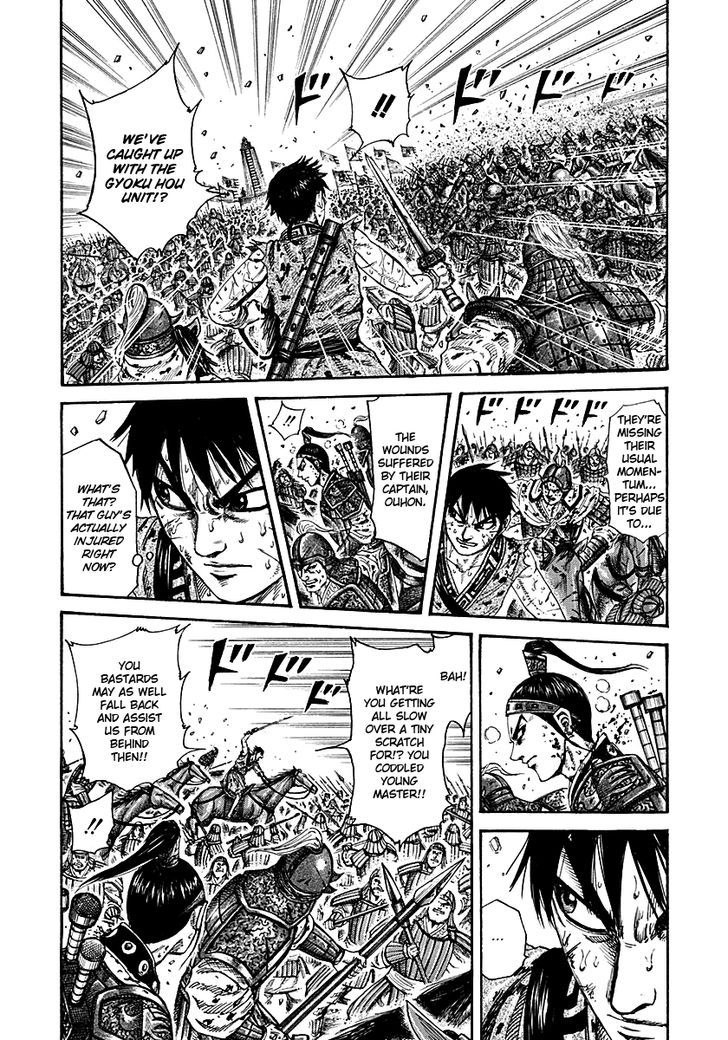 ドドドドド
!!
WE'VE
CAUGHT UP
WITH THE
GYOKU HOU
UNIT!?
THEY'RE
MISSING
THEIR
USUAL
MOMEN-
TUM...
PERHAPS
IT'S DUE
TO...
ドドドド
THE
WOUNDS
SUFFERED
BY THEIR
CAPTAIN,
OUHON.
!!
WHAT'S
THAT?
THAT GUY'S
ACTUALLY
INJURED
RIGHT
NOW?
BAH!
WHAT'RE
YOU GETTING
ALL SLOW
OVER A TINY
SCRATCH
FOR!? YOU
CODDLED
YOUNG
MASTER!!
ドドド
YOU
BASTARDS
MAY AS WELL
FALL BACK
AND ASSIST
US FROM
BEHIND
THEN!!
!!
...